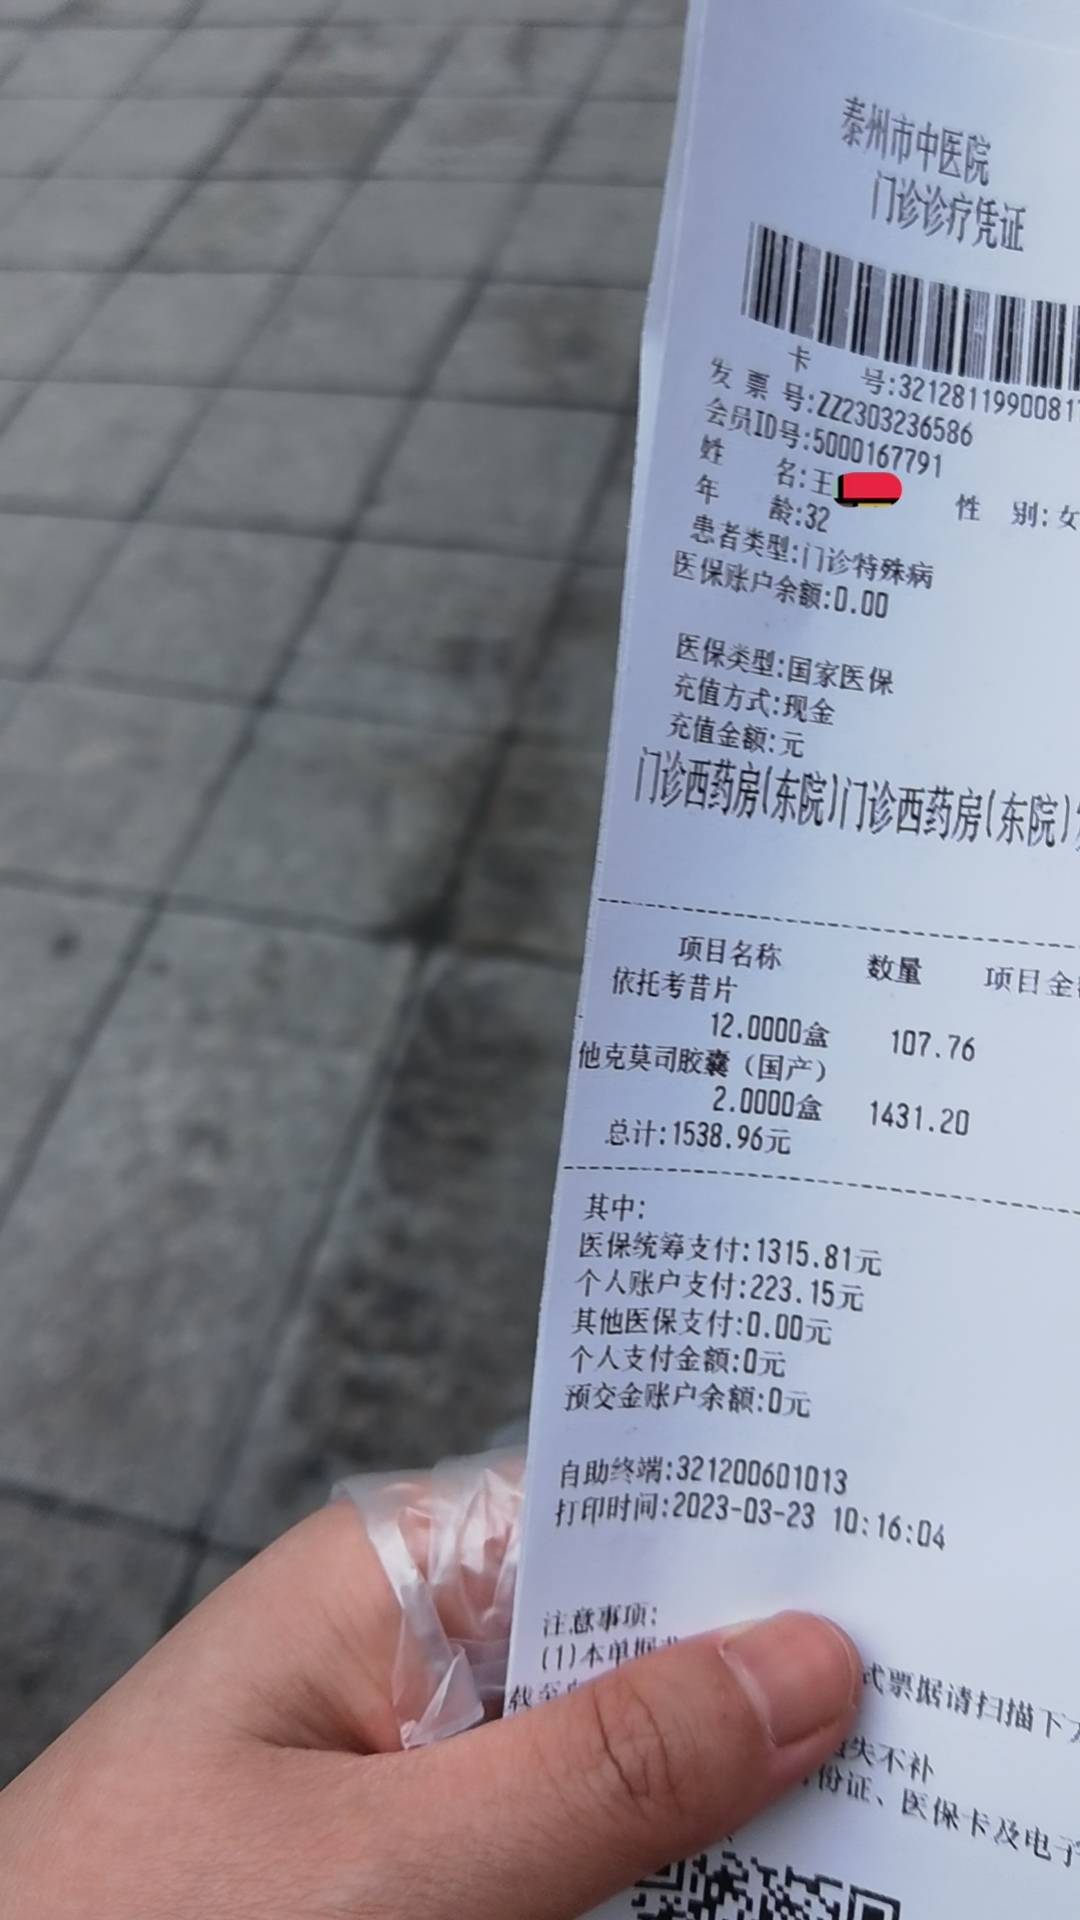 泰州市中医院
门诊诊疗凭证
卡 号:32128119900817
发票号:ZZ2303236586
会员ID号:5000167791
姓 名:王 性 别:女
年 龄:32
患者类型:门诊特殊病
医保账户余额:0.00
医保类型:国家医保
充值方式:现金
充值金额:元
门诊西药房(东院)门诊西药房(东院)
项目名称 数量 项目金
依托考昔片
12.0000盒 107.76
他克莫司胶囊（国产）
2.0000盒 1431.20
总计:1538.96元
其中:
医保统筹支付:1315.81元
个人账户支付:223.15元
其他医保支付:0.00元
个人支付金额:0元
预交金账户余额:0元
自助终端:321200601013
打印时间:2023-03-23 10:16:04
注意事项:
(1)本单据 式票据请扫描下
失不补
份证、医保卡及电子